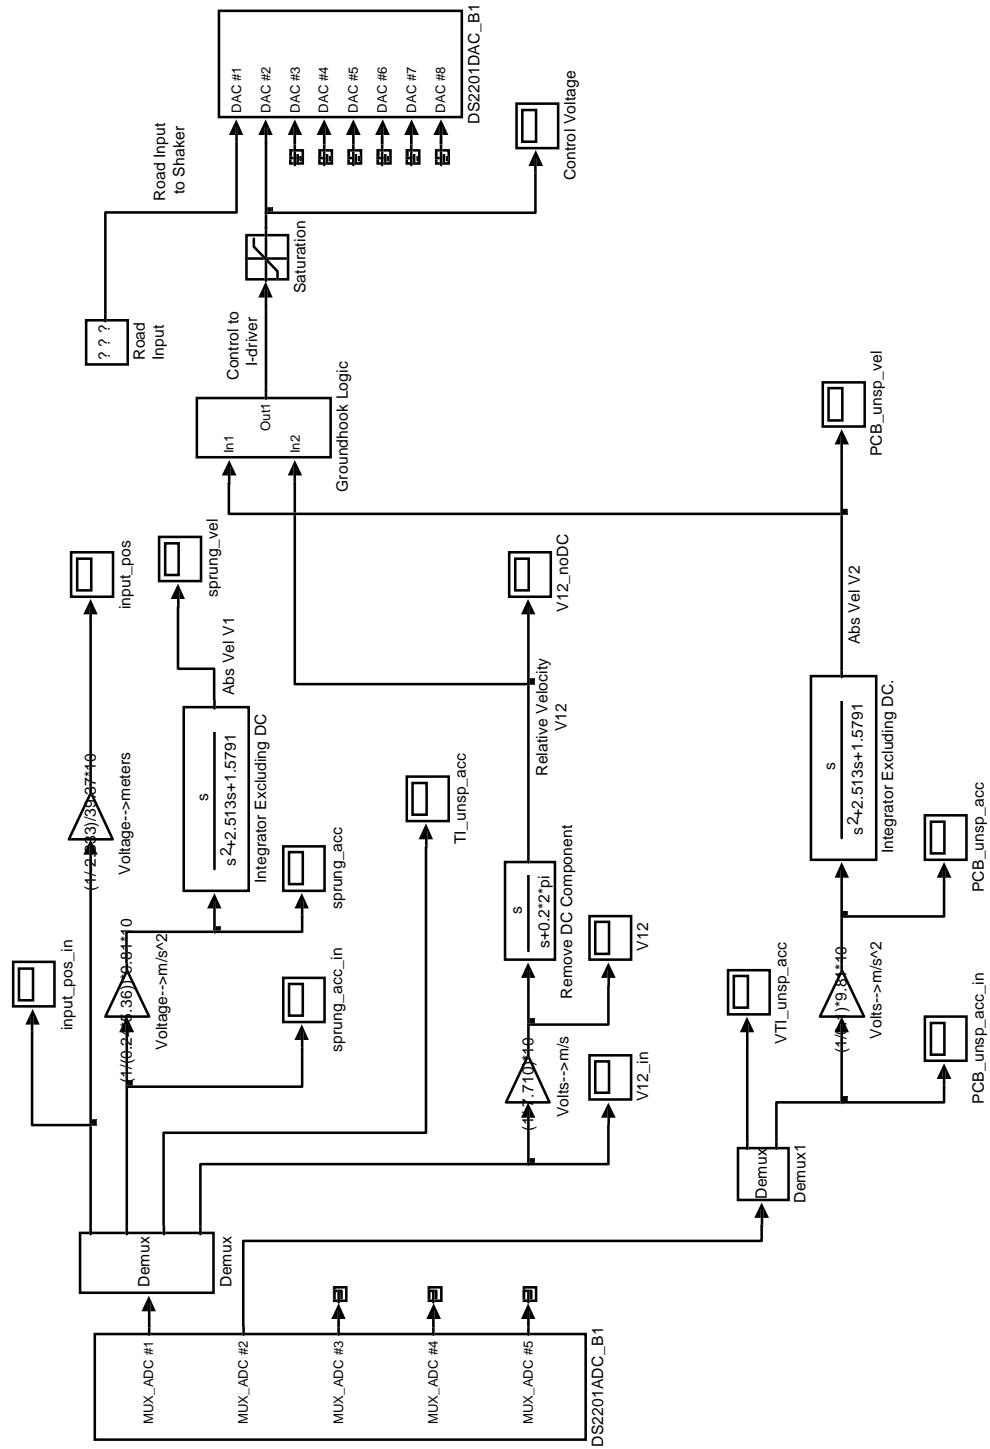 DAC #1
DAC #2
DAC #3
DAC #4
DAC #5
DAC #6
DAC #7
DAC #8
DS2201DAC_B1
Road Input
to Shaker
Control Voltage
Saturation
? ? ?
Road
Input
Control to
I-driver
In1
Out1
In2
Groundhook Logic
PCB_unsp_vel
input_pos
sprung_vel
V12_noDC
Abs Vel V1
Abs Vel V2
Relative Velocity
V12
s
s2+2.513s+1.5791
Integrator Excluding DC
s
s2+2.513s+1.5791
Integrator Excluding DC.
Voltage-->meters
TI_unsp_acc
sprung_acc
s
s+0.2*2*pi
Remove DC Component
V12
PCB_unsp_acc
input_pos_in
Voltage-->m/s^2
sprung_acc_in
Volts-->m/s
V12_in
VTI_unsp_acc
Volts-->m/s^2
PCB_unsp_acc_in
Demux
Demux1
Demux
Demux
MUX_ADC #1
MUX_ADC #2
MUX_ADC #3
MUX_ADC #4
MUX_ADC #5
DS2201ADC_B1